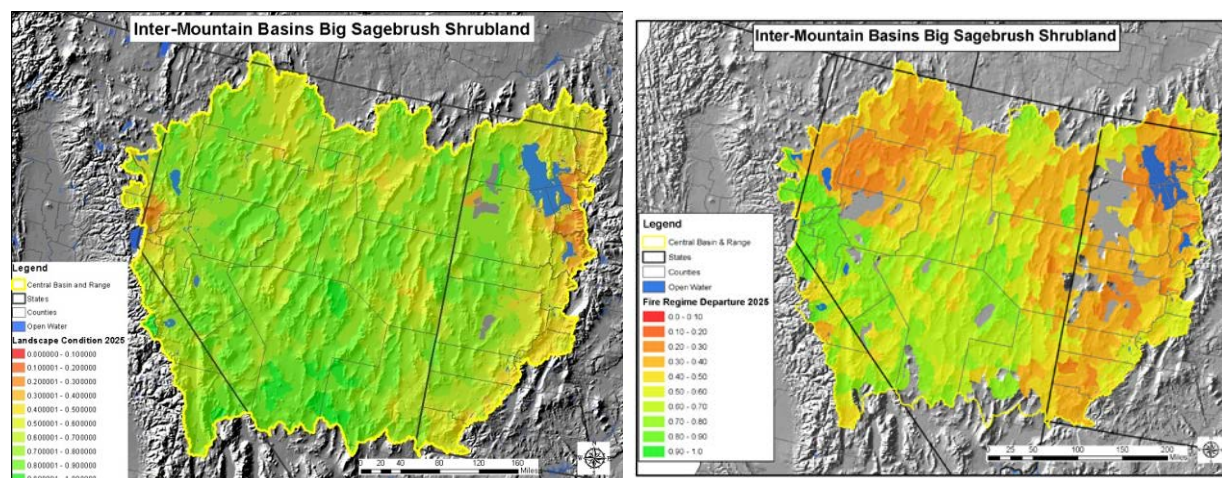 Inter-Mountain Basins Big Sagebrush Shrubland
Legend
Central Basin and Range
States
Counties
Open Water
Landscape Condition 2025
0.000000 - 0.100000
0.100001 - 0.200000
0.200001 - 0.300000
0.300001 - 0.400000
0.400001 - 0.500000
0.500001 - 0.600000
0.600001 - 0.700000
0.700001 - 0.800000
0.800001 - 0.900000
0 20 40 80 120 160
Miles
Inter-Mountain Basins Big Sagebrush Shrubland
Legend
Central Basin & Range
States
Counties
Open Water
Fire Regime Departure 2025
0.0 - 0.10
0.10 - 0.20
0.20 - 0.30
0.30 - 0.40
0.40 - 0.50
0.50 - 0.60
0.60 - 0.70
0.70 - 0.80
0.80 - 0.90
0.90 - 1.0
0 25 50 100 150 200
Miles